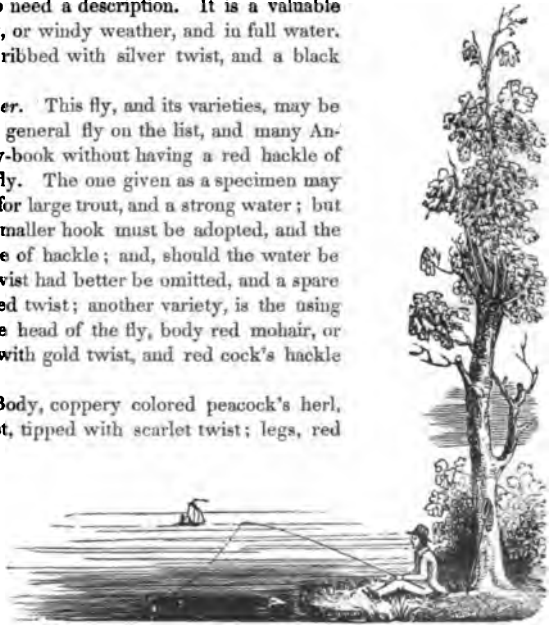 need a description. It is a valuable
, or windy weather, and in full water.
ribbed with silver twist, and a black
er. This fly, and its varieties, may be
general fly on the list, and many An-
-book without having a red hackle of
ly. The one given as a specimen may
for large trout, and a strong water; but
maller hook must be adopted, and the
e of hackle; and, should the water be
wist had better be omitted, and a spare
ed twist; another variety, is the using
e head of the fly, body red mohair, or
with gold twist, and red cock's hackle
Body, coppery colored peacock's herl,
t, tipped with scarlet twist; legs, red